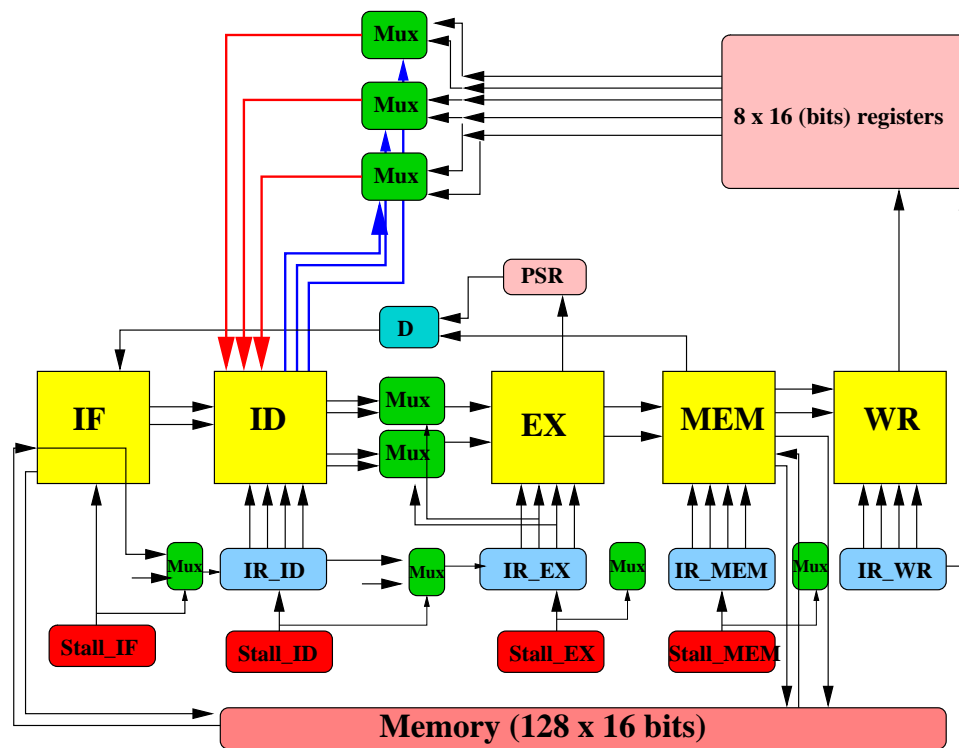 Mux
Mux
8 x 16 (bits) registers
Mux
PSR
D
IF
ID
Mux
Mux
EX
MEM
WR
Mux
IR_ID
Mux
IR_EX
Mux
IR_MEM
Mux
IR_WR
Stall_IF
Stall_ID
Stall_EX
Stall_MEM
Memory (128 x 16 bits)